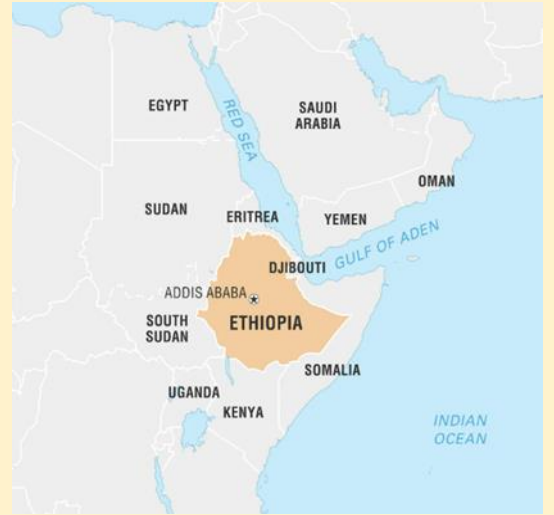 EGYPT
RED SEA
SAUDI
ARABIA
OMAN
SUDAN
ERITREA
YEMEN
GULF OF ADEN
DJIBOUTI
ADDIS ABABA
SOUTH
SUDAN
ETHIOPIA
SOMALIA
UGANDA
KENYA
INDIAN
OCEAN